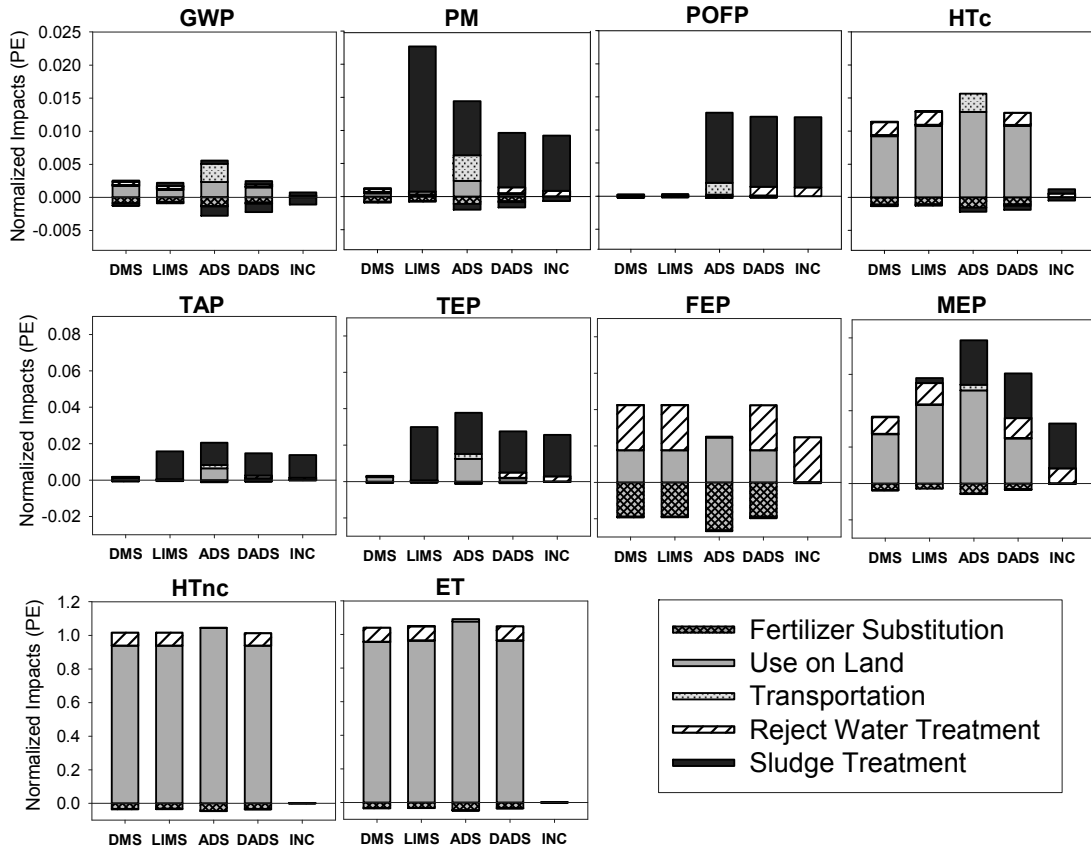 GWP PM POFP HTc
Normalized Impacts (PE)
0.025
0.020
0.015
0.010
0.005
0.000
-0.005
DMS LIMS ADS DADS INC DMS LIMS ADS DADS INC DMS LIMS ADS DADS INC DMS LIMS ADS DADS INC
TAP TEP FEP MEP
Normalized Impacts (PE)
0.08
0.06
0.04
0.02
0.00
-0.02
DMS LIMS ADS DADS INC DMS LIMS ADS DADS INC DMS LIMS ADS DADS INC DMS LIMS ADS DADS INC
HTnc ET
Normalized Impacts (PE)
1.2
1.0
0.8
0.6
0.4
0.2
0.0
DMS LIMS ADS DADS INC DMS LIMS ADS DADS INC
Fertilizer Substitution
Use on Land
Transportation
Reject Water Treatment
Sludge Treatment